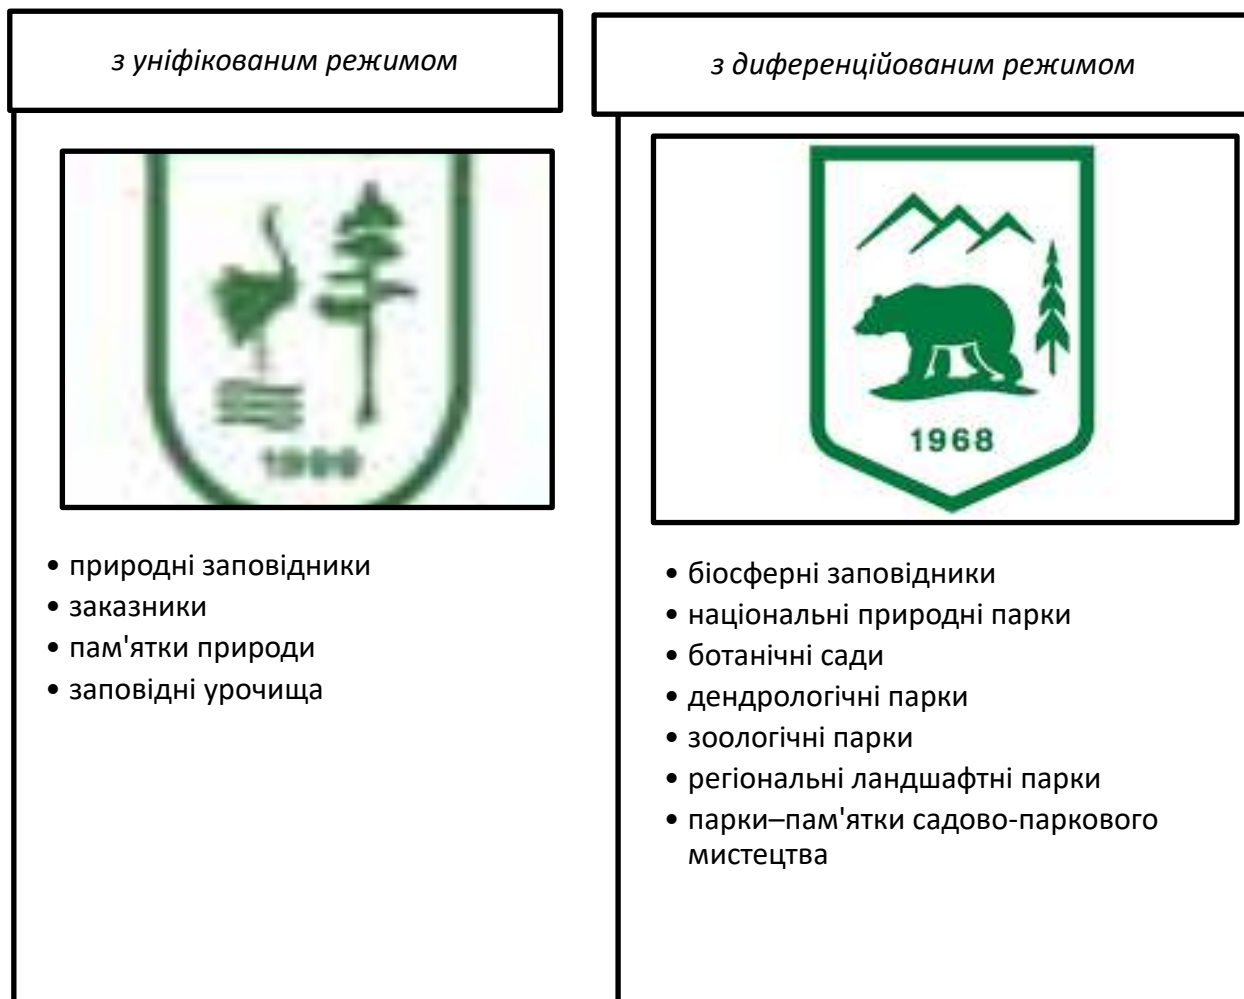 з уніфікованим режимом
• природні заповідники
• заказники
• пам'ятки природи
• заповідні урочища
з диференційованим режимом
1968
• біосферні заповідники
• національні природні парки
• ботанічні сади
• дендрологічні парки
• зоологічні парки
• регіональні ландшафтні парки
• парки–пам'ятки садово-паркового
мистецтва